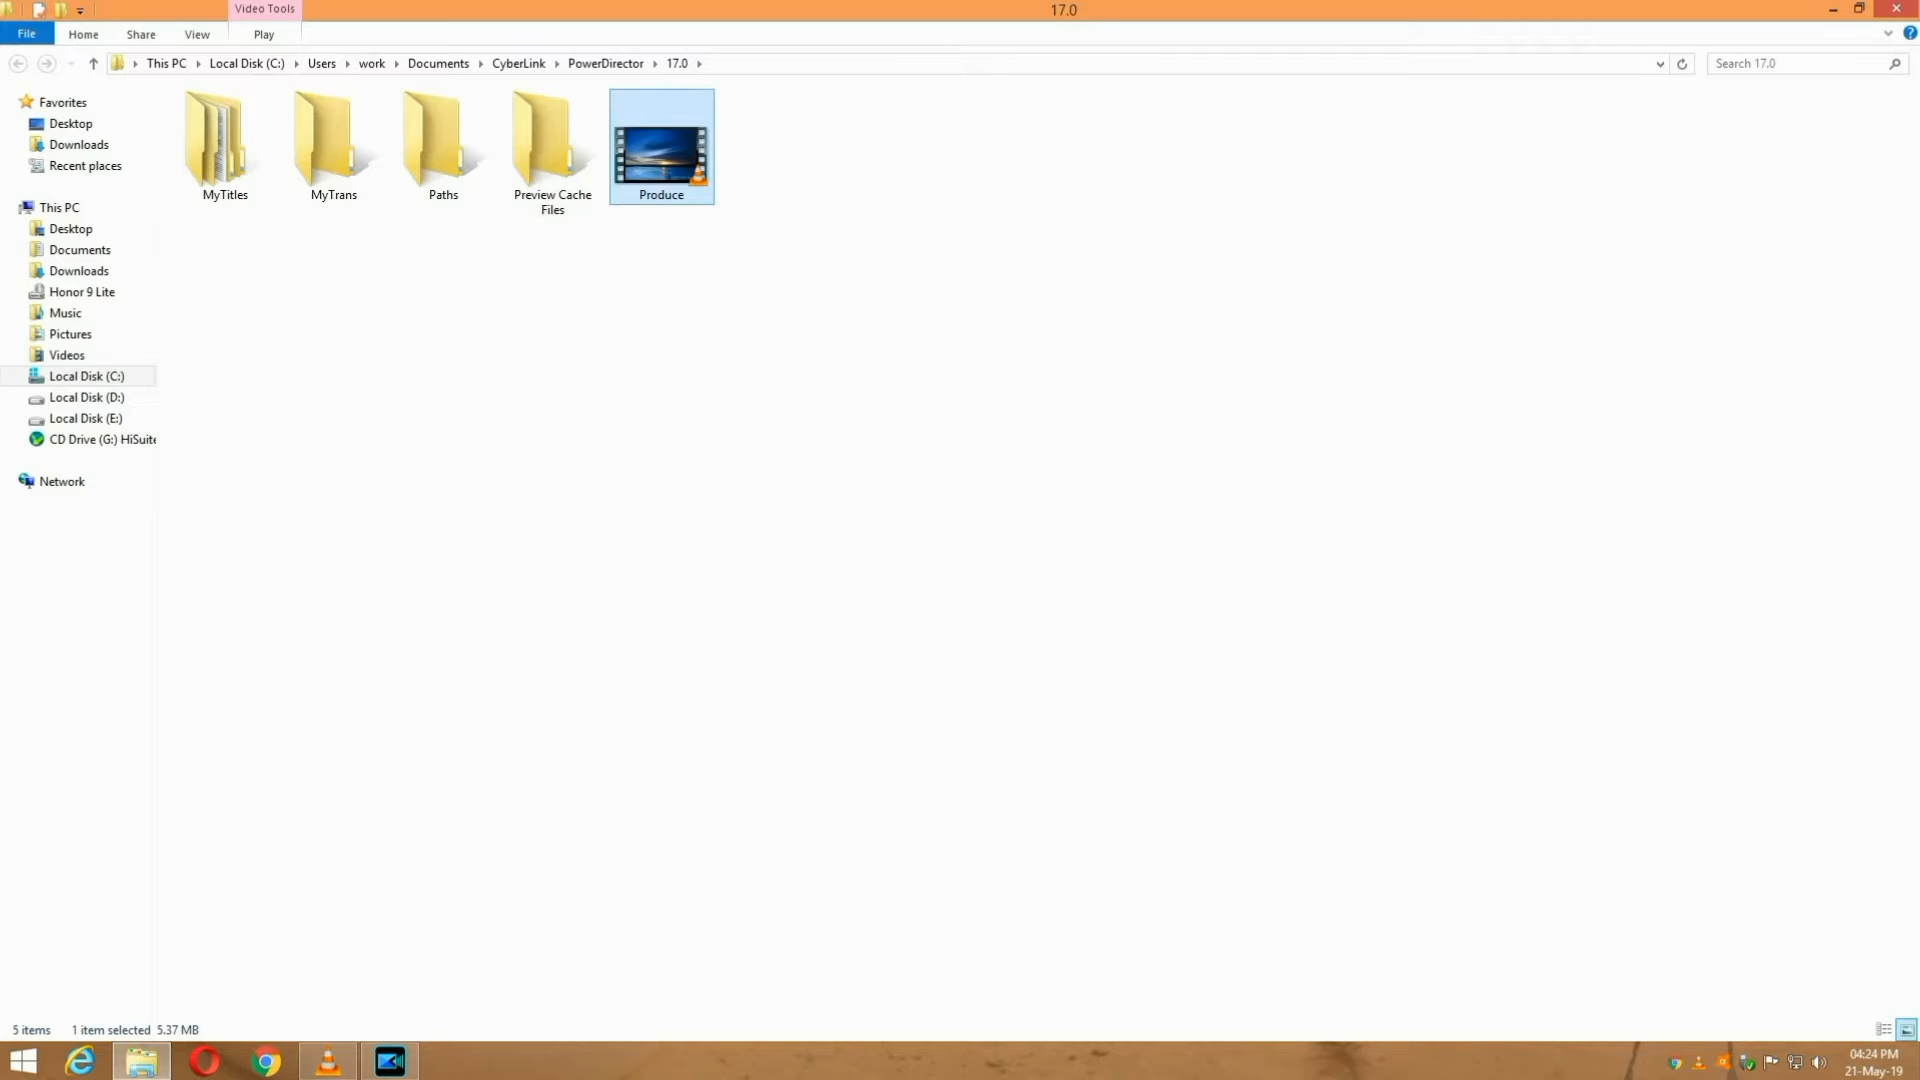 Video Tools
17.0
File Home Share View Play
This PC Local Disk (C:) Users work Documents CyberLink PowerDirector 17.0
Search 17.0
Favorites
Desktop
Downloads
Recent places
This PC
Desktop
Documents
Downloads
Honor 9 Lite
Music
Pictures
Videos
Local Disk (C:)
Local Disk (D:)
Local Disk (E:)
CD Drive (G:) HiSuite
Network
MyTitles
MyTrans
Paths
Preview Cache
Files
Produce
5 items 1 item selected 5.37 MB
04:24 PM
21-May-19